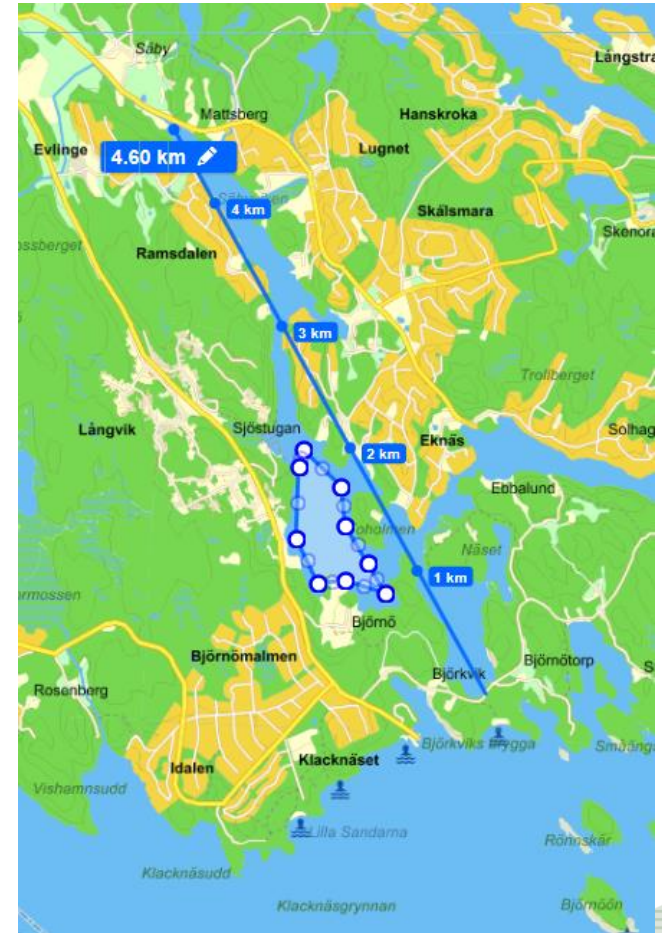 Säby
Långstra
Mattsberg
Hanskroka
Evlinge
4.60 km
Lugnet
4 km
Skälsmara
Skenora
Ramsdalen
3 km
Trollberget
Långvik
Sjöstugan
Eknäs
Solhag
2 km
Ebbalund
Näset
1 km
ormossen
Björnö
Björnömalmen
Björkvik
Björnötorp
Rosenberg
Björkviks Brygga
Smäänga
Idalen
Klacknäset
Vishamnsudd
Lilla Sandarna
Rönnskär
Klacknäsudd
Klacknäsgrynnan
Björnöön